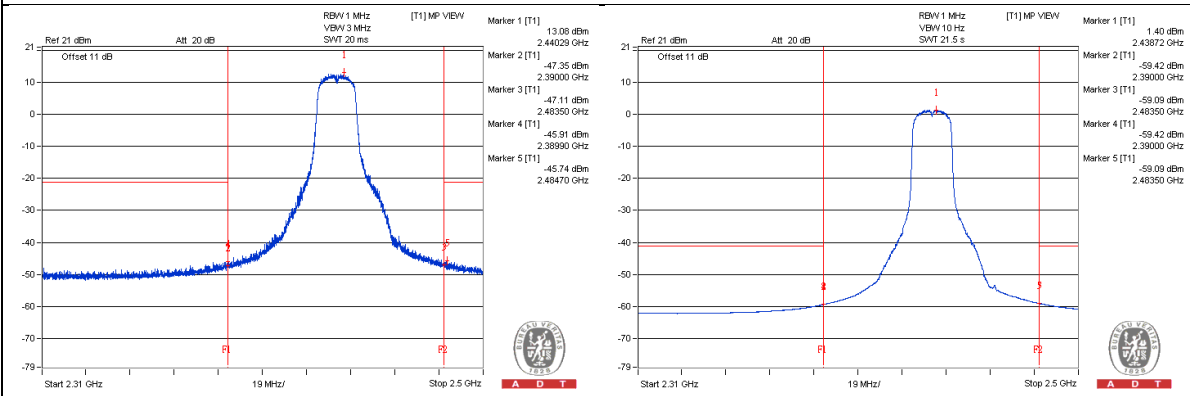 RBW 1 MHz
VBW 3 MHz
SWT 20 ms
[T1] MP VIEW
Ref 21 dBm
Att 20 dB
Offset 11 dB
21
10
0
-10
-20
-30
-40
-50
-60
-70
-79
1
5
F1
F2
Start 2.31 GHz
19 MHz/
Stop 2.5 GHz
Marker 1 [T1]
13.08 dBm
2.44029 GHz
Marker 2 [T1]
-47.35 dBm
2.39000 GHz
Marker 3 [T1]
-47.11 dBm
2.48350 GHz
Marker 4 [T1]
-45.91 dBm
2.38990 GHz
Marker 5 [T1]
-45.74 dBm
2.48470 GHz
BUREAU VERITAS
1828
A D T
RBW 1 MHz
VBW 10 Hz
SWT 21.5 s
[T1] MP VIEW
Ref 21 dBm
Att 20 dB
Offset 11 dB
21
10
0
-10
-20
-30
-40
-50
-60
-70
-79
1
5
F1
F2
Start 2.31 GHz
19 MHz/
Stop 2.5 GHz
Marker 1 [T1]
1.40 dBm
2.43872 GHz
Marker 2 [T1]
-59.42 dBm
2.39000 GHz
Marker 3 [T1]
-59.09 dBm
2.48350 GHz
Marker 4 [T1]
-59.42 dBm
2.39000 GHz
Marker 5 [T1]
-59.09 dBm
2.48350 GHz
BUREAU VERITAS
1828
A D T